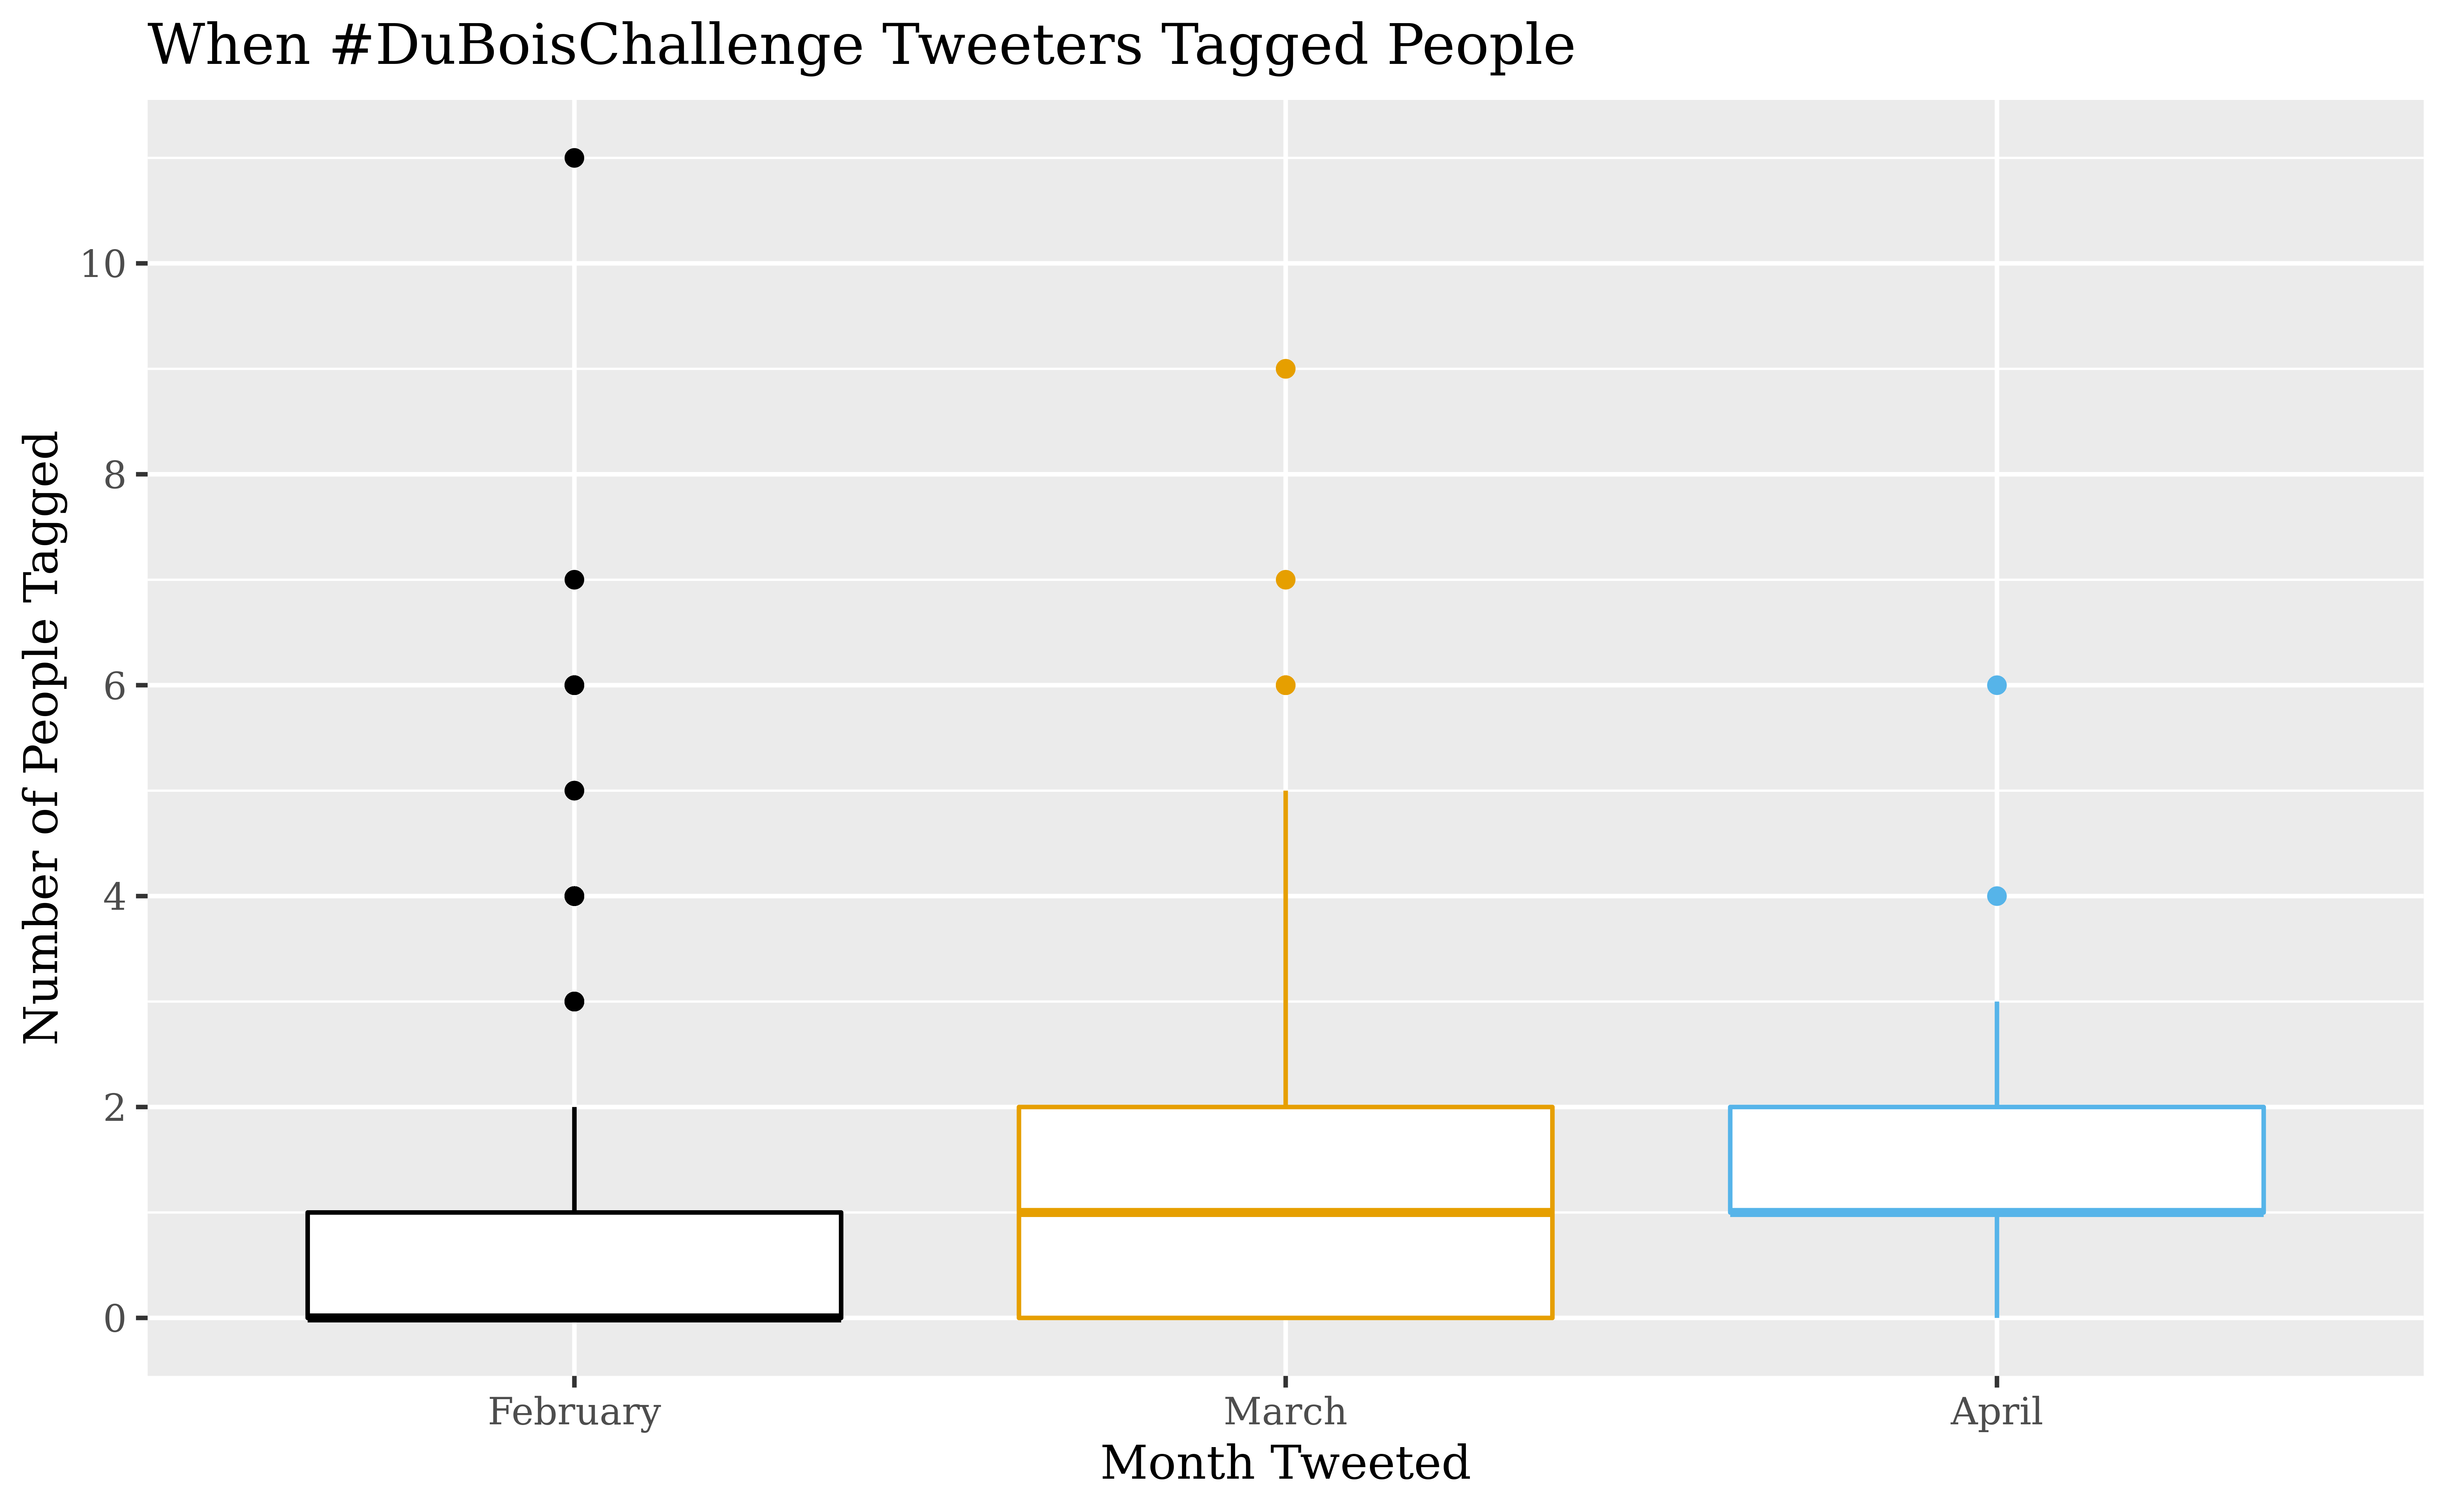 When #DuBoisChallenge Tweeters Tagged People
Number of People Tagged
10
8
6
4
2
0
February March April
Month Tweeted